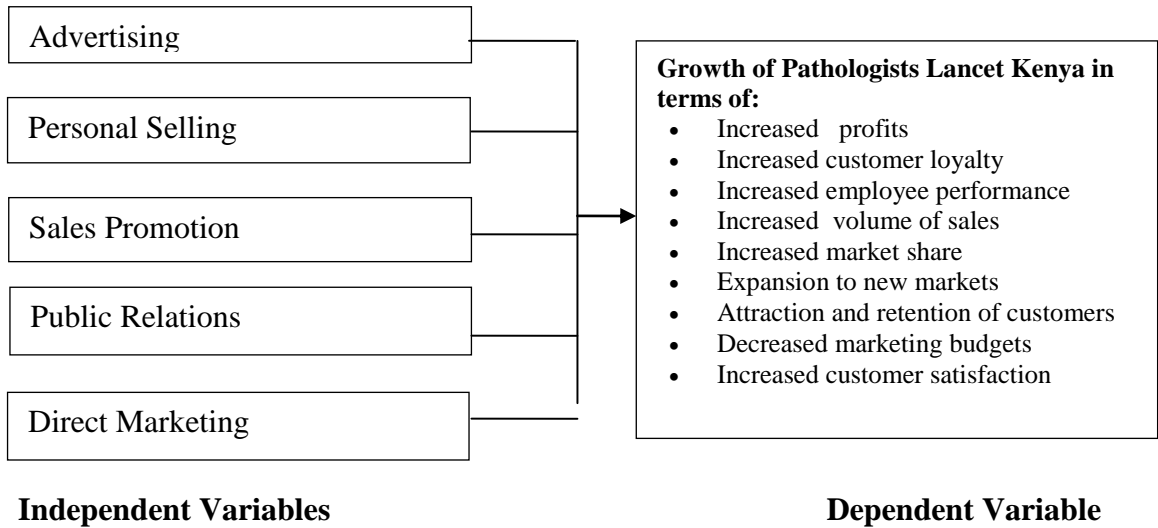 Advertising
Personal Selling
Sales Promotion
Public Relations
Direct Marketing
Growth of Pathologists Lancet Kenya in
terms of:
• Increased profits
• Increased customer loyalty
• Increased employee performance
• Increased volume of sales
• Increased market share
• Expansion to new markets
• Attraction and retention of customers
• Decreased marketing budgets
• Increased customer satisfaction
Independent Variables
Dependent Variable